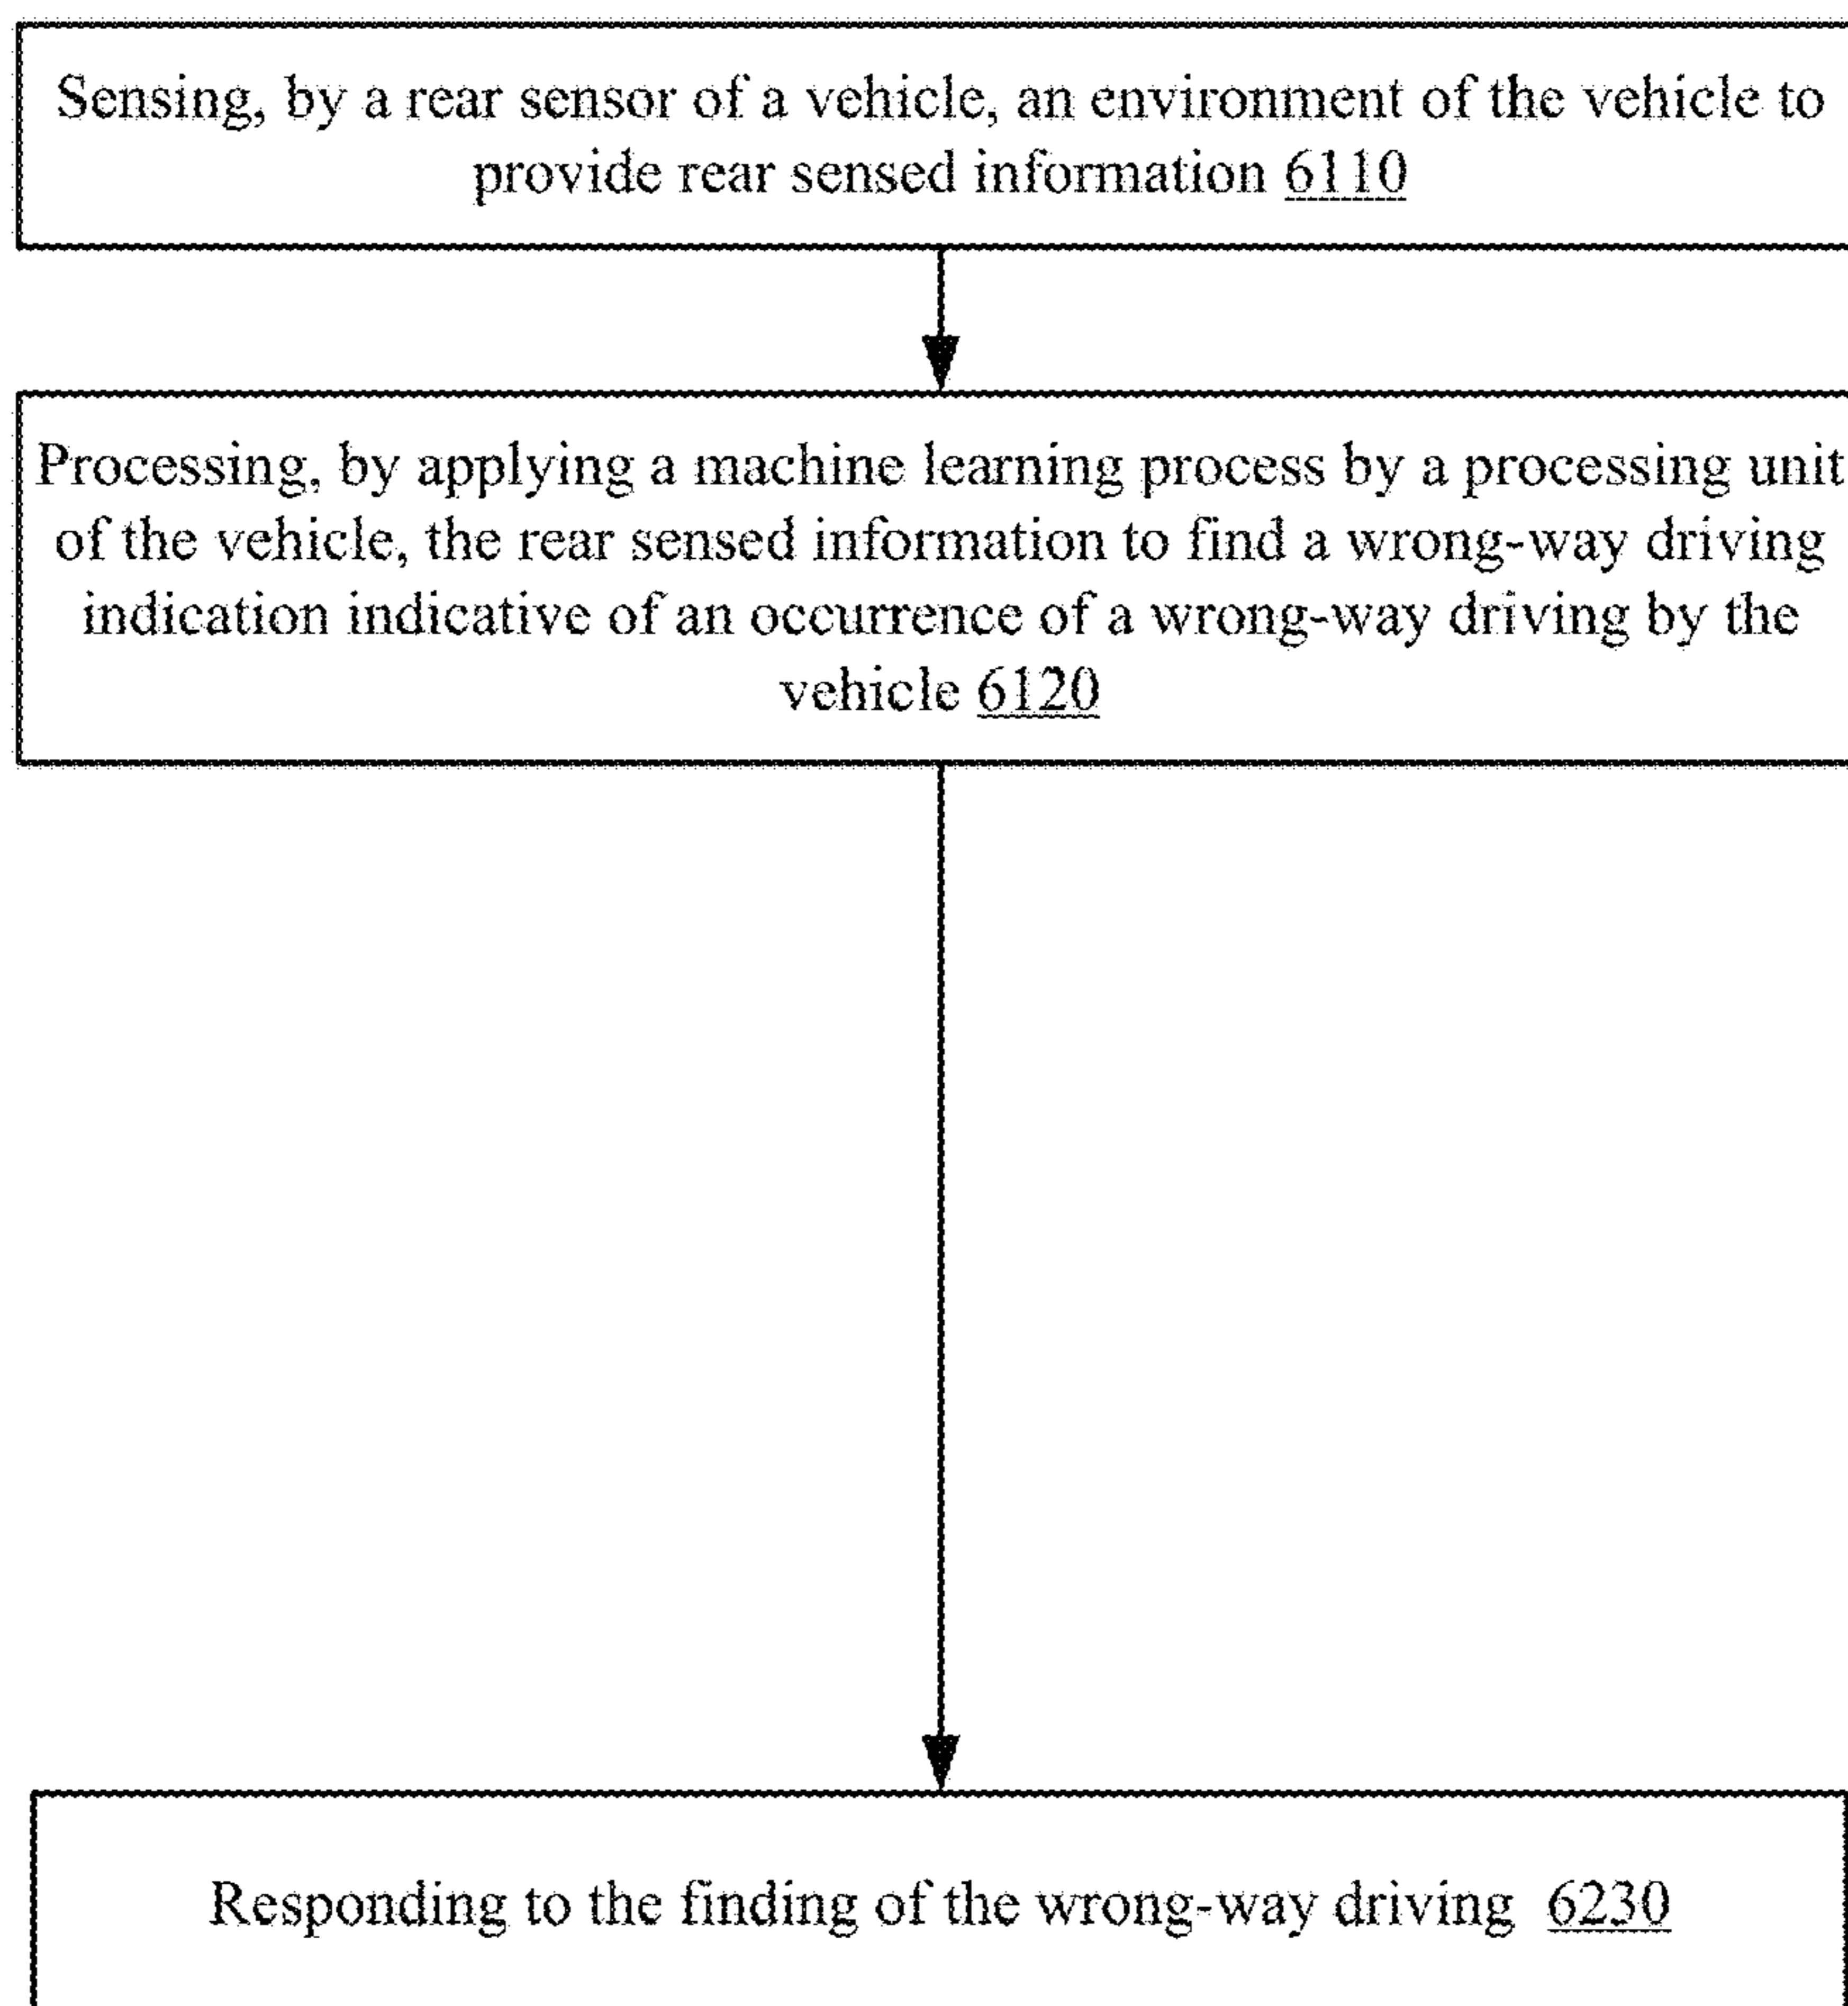 Sensing, by a rear sensor of a vehicle, an environment of the vehicle to
provide rear sensed information 6110
Processing, by applying a machine learning process by a processing unit
of the vehicle, the rear sensed information to find a wrong-way driving
indication indicative of an occurrence of a wrong-way driving by the
vehicle 6120
Responding to the finding of the wrong-way driving 6230